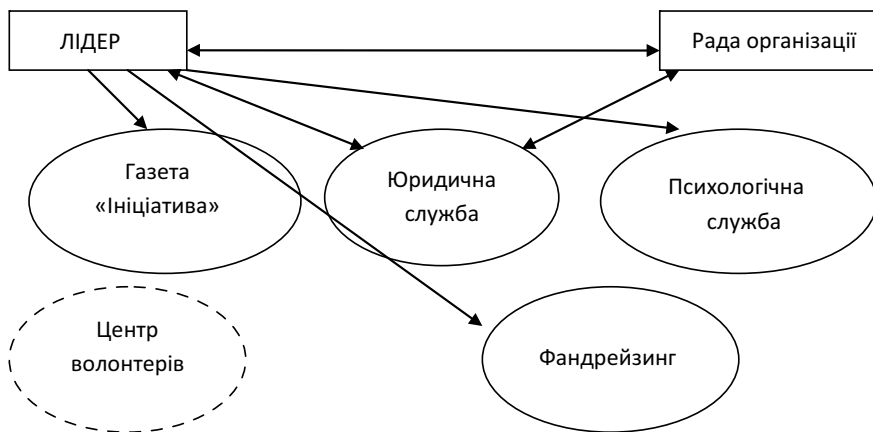 ЛІДЕР
Рада організації
Газета
«Ініціатива»
Юридична
служба
Психологічна
служба
Центр
волонтерів
Фандрейзинг